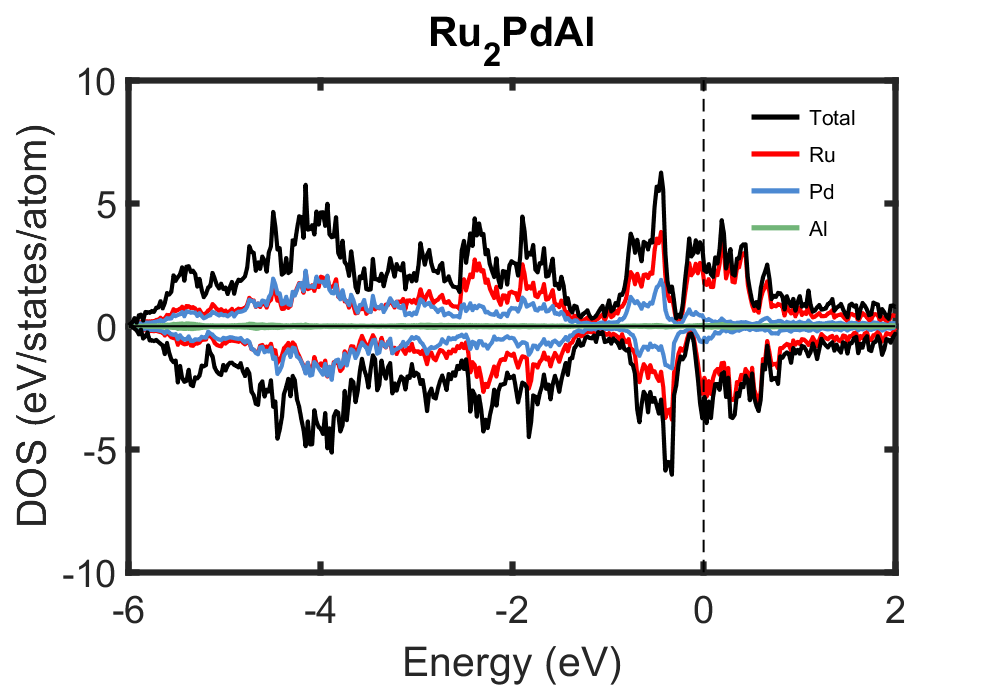 Ru2PdAl
DOS (eV/states/atom)
10
5
0
-5
-10
Total
Ru
Pd
Al
-6 -4 -2 0 2
Energy (eV)